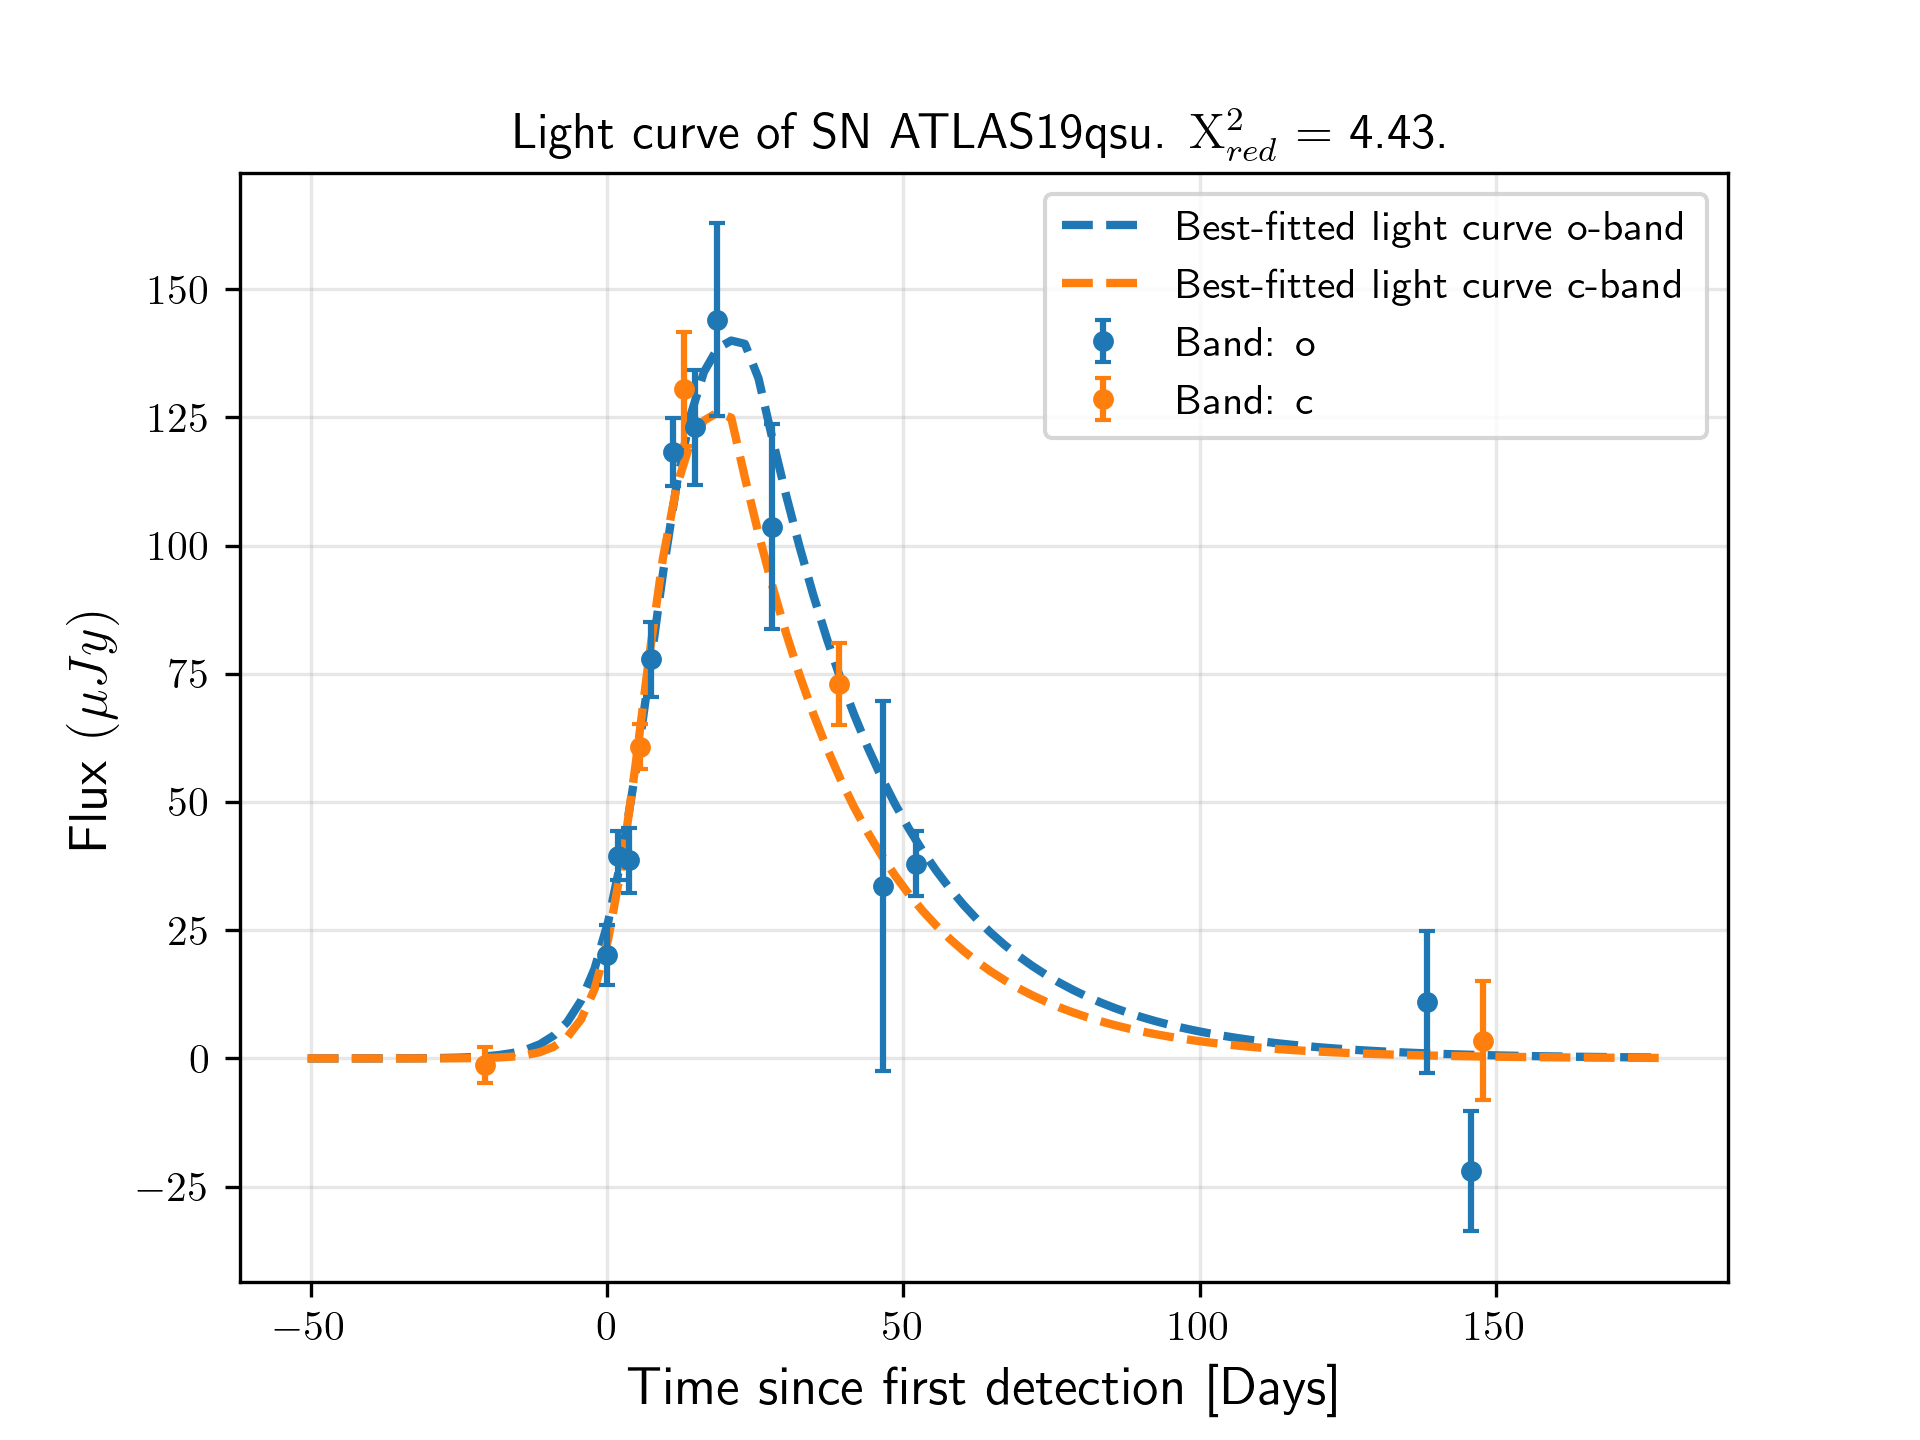 Light curve of SN ATLAS19qsu. X²_red = 4.43.
Best-fitted light curve o-band
Best-fitted light curve c-band
Band: o
Band: c
Flux (μJy)
150
125
100
75
50
25
0
−25
−50 0 50 100 150
Time since first detection [Days]